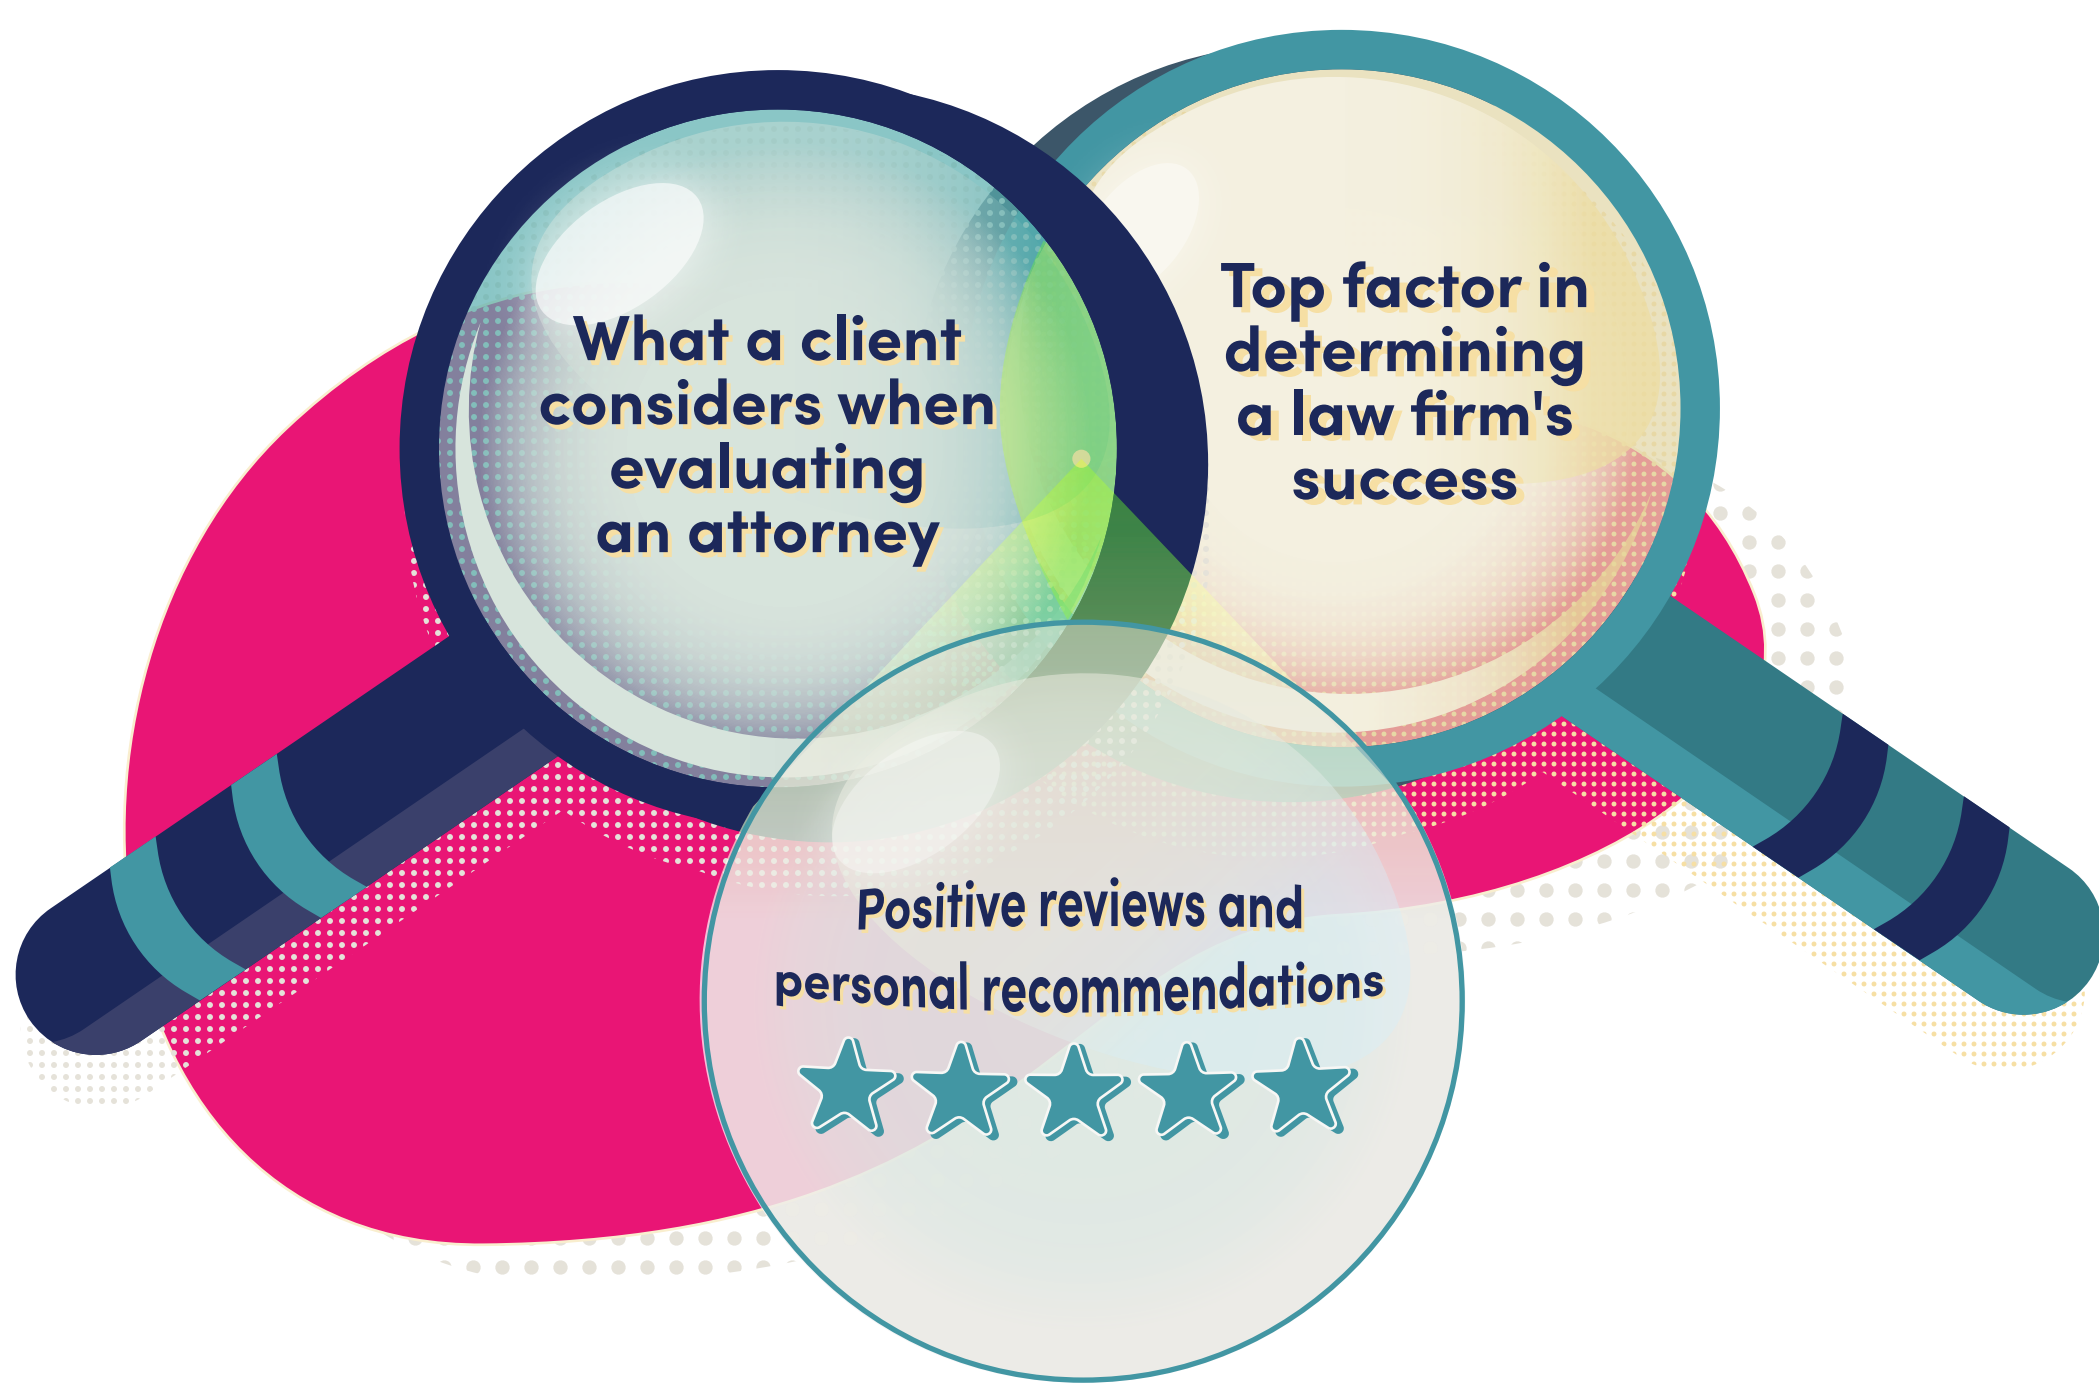 What a client
considers when
evaluating
an attorney
Top factor in
determining
a law firm's
success
Positive reviews and
personal recommendations